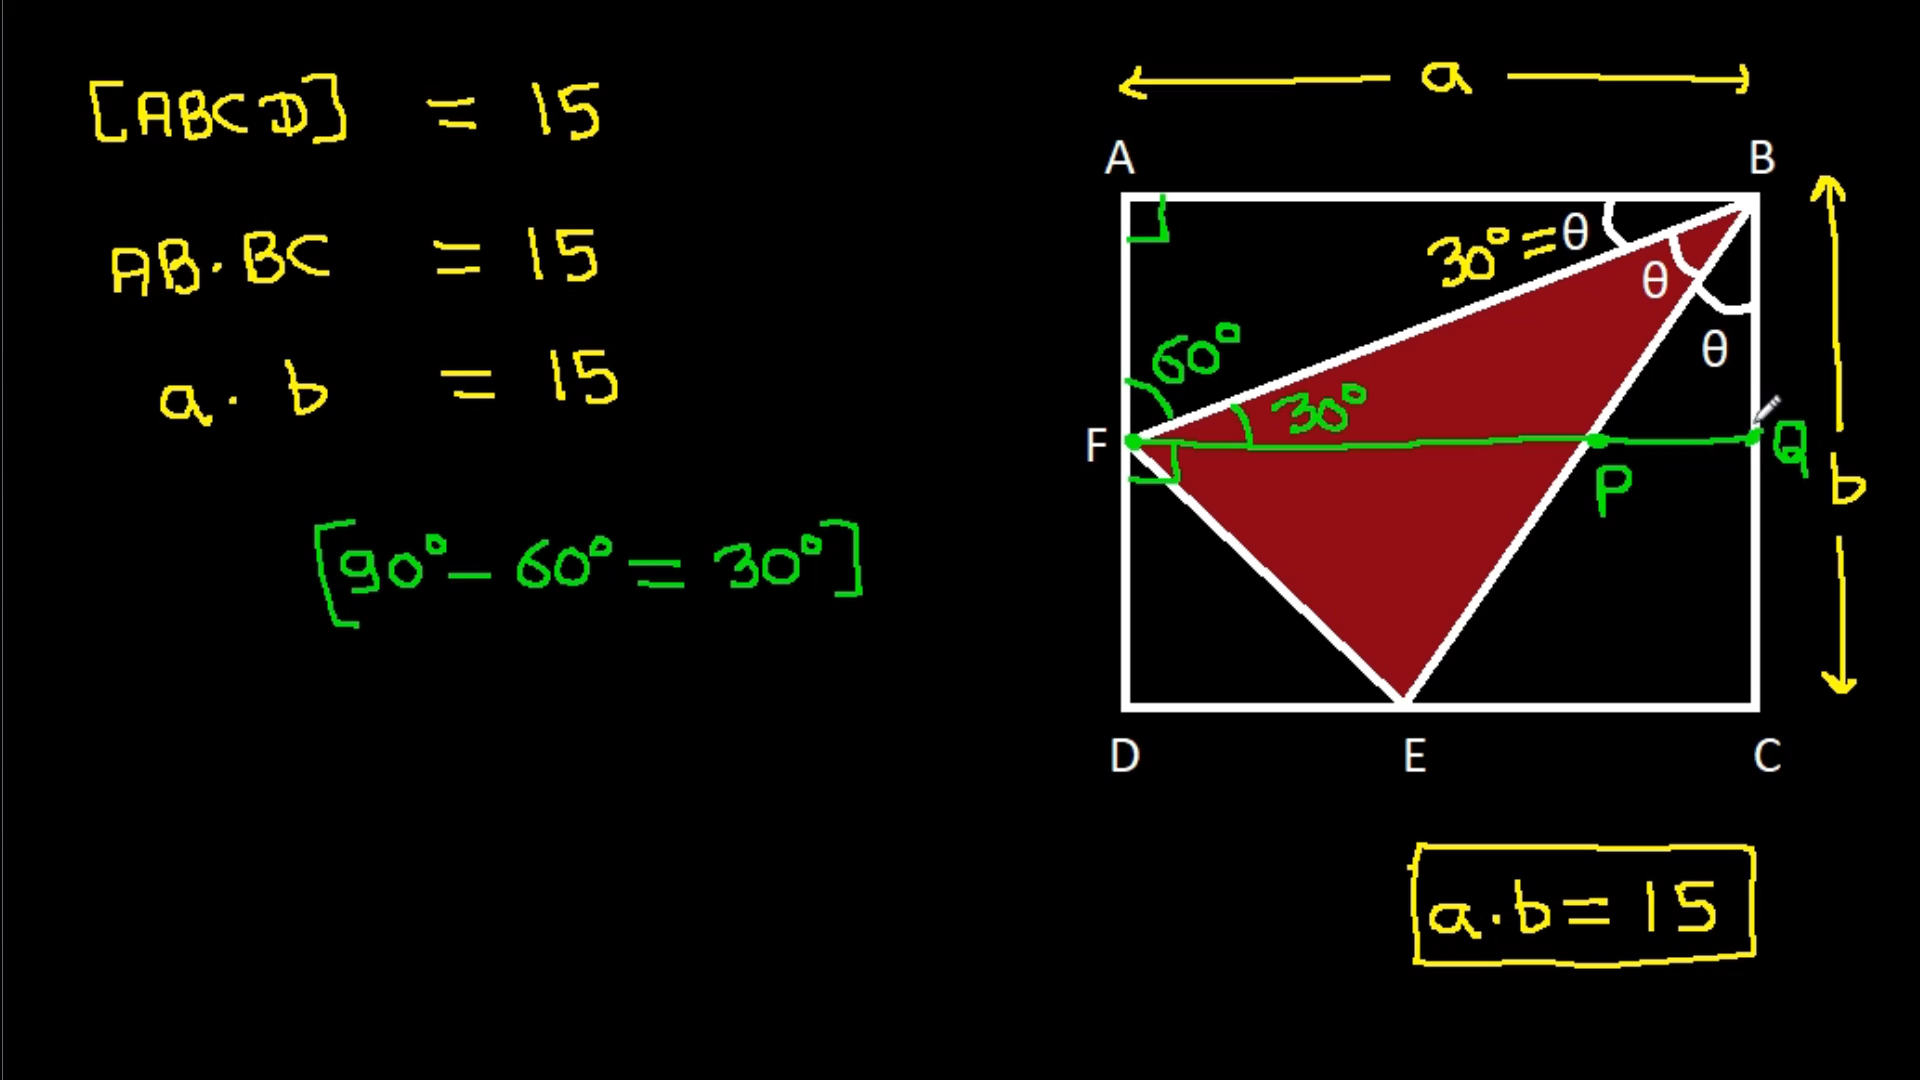 [ABCD] = 15
AB.BC = 15
a.b = 15
[90° - 60° = 30°]
a
A
B
30° = θ
θ
θ
60°
30°
F
P
Q
b
D
E
C
a.b = 15